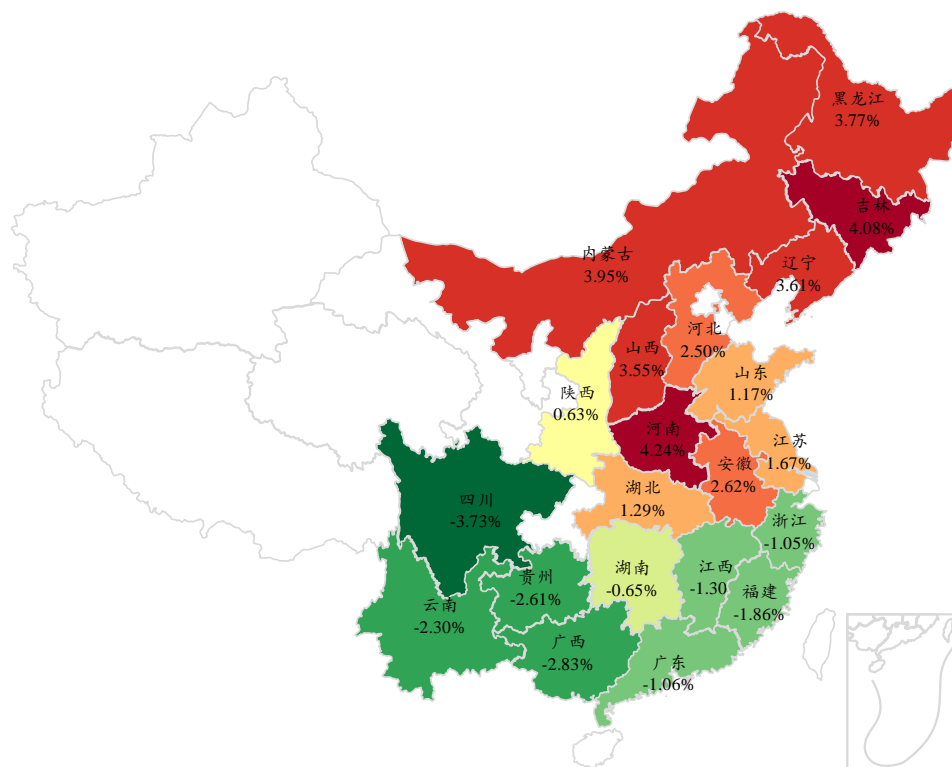 黑龙江
3.77%
吉林
4.08%
内蒙古
3.95%
辽宁
3.61%
河北
2.50%
山西
3.55%
山东
1.17%
陕西
0.63%
河南
4.24%
江苏
1.67%
安徽
2.62%
湖北
1.29%
四川
-3.73%
浙江
-1.05%
湖南
-0.65%
江西
-1.30
贵州
-2.61%
福建
-1.86%
云南
-2.30%
广西
-2.83%
广东
-1.06%